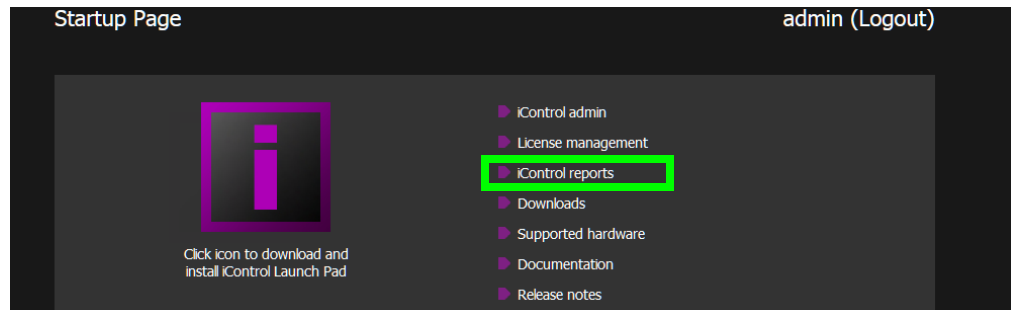 Startup Page
admin (Logout)
iControl admin
License management
iControl reports
Downloads
Supported hardware
Documentation
Release notes
Click icon to download and
install iControl Launch Pad